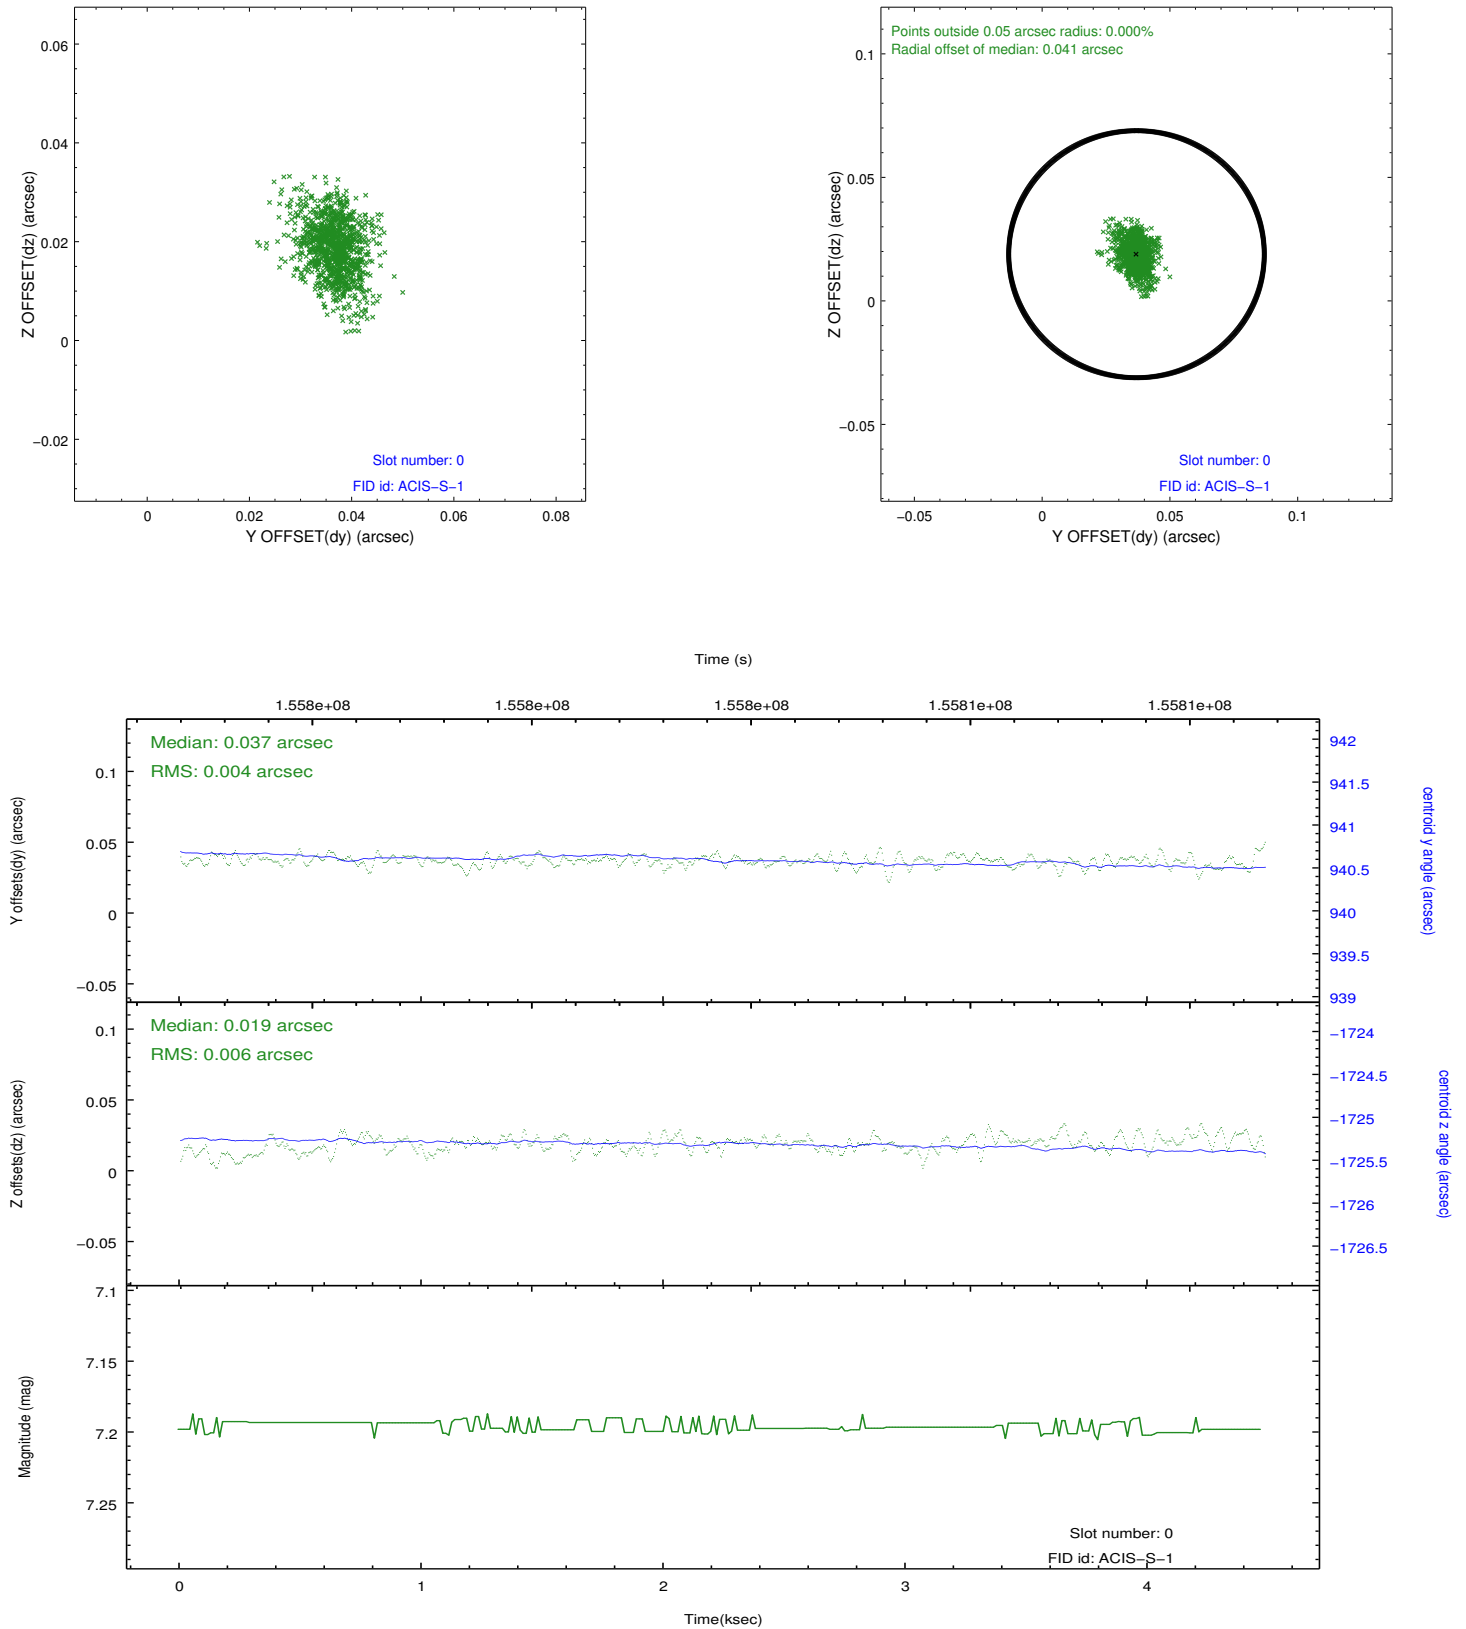 0.06
0.04
0.02
0
−0.02
Z OFFSET(dz) (arcsec)
Slot number: 0
FID id: ACIS−S−1
0
0.02
0.04
0.06
0.08
Y OFFSET(dy) (arcsec)
Points outside 0.05 arcsec radius: 0.000%
Radial offset of median: 0.041 arcsec
0.1
0.05
0
−0.05
Z OFFSET(dz) (arcsec)
Slot number: 0
FID id: ACIS−S−1
−0.05
0
0.05
0.1
Y OFFSET(dy) (arcsec)
Time (s)
1.558e+08
1.558e+08
1.558e+08
1.5581e+08
1.5581e+08
Median: 0.037 arcsec
RMS: 0.004 arcsec
0.1
0.05
0
−0.05
Y offsets(dy) (arcsec)
942
941.5
941
940.5
940
939.5
939
centroid y angle (arcsec)
Median: 0.019 arcsec
RMS: 0.006 arcsec
0.1
0.05
0
−0.05
Z offsets(dz) (arcsec)
−1724
−1724.5
−1725
−1725.5
−1726
−1726.5
centroid z angle (arcsec)
7.1
7.15
7.2
7.25
Magnitude (mag)
Slot number: 0
FID id: ACIS−S−1
0
1
2
3
4
Time(ksec)